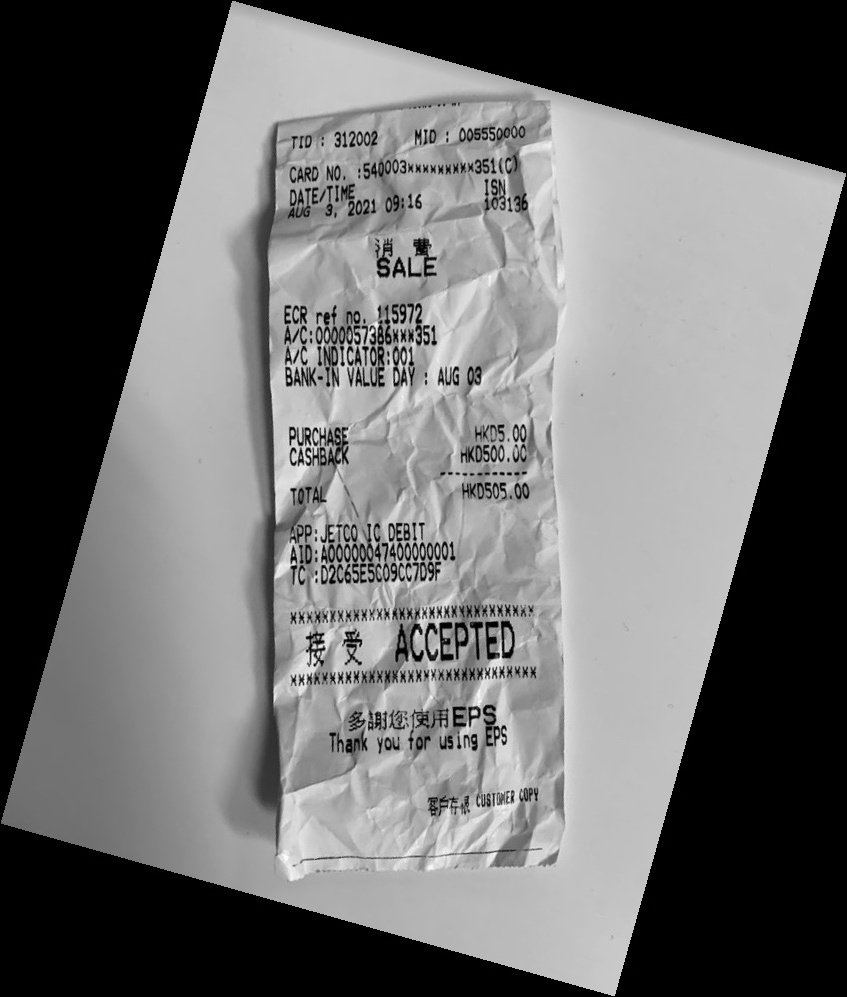 TID : 312002 MID : 005550000
CARD NO. :540003*********351(C)
DATE/TIME ISN
AUG 3, 2021 09:16 103136
消 費
SALE
ECR ref no. 115972
A/C:0000057386***351
A/C INDICATOR:001
BANK-IN VALUE DAY : AUG 03
PURCHASE HKD5.00
CASHBACK HKD500.00
TOTAL HKD505.00
APP:JETCO IC DEBIT
AID:A00000047400000001
TC :D2C65E5C09CC7D9F
接 受 ACCEPTED
多謝您使用EPS
Thank you for using EPS
客戶存根 CUSTOMER COPY